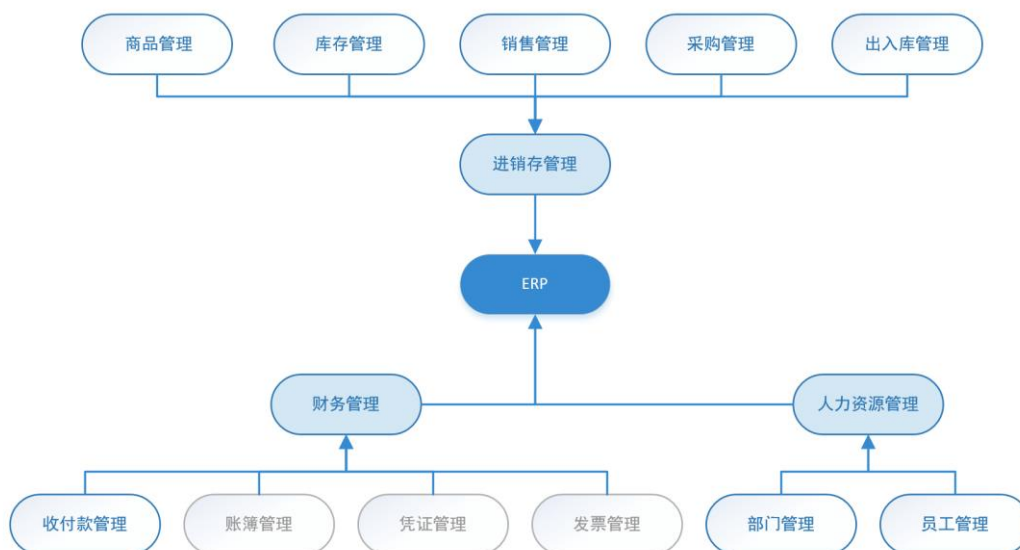 商品管理
库存管理
销售管理
采购管理
出入库管理
进销存管理
ERP
财务管理
人力资源管理
收付款管理
账簿管理
凭证管理
发票管理
部门管理
员工管理